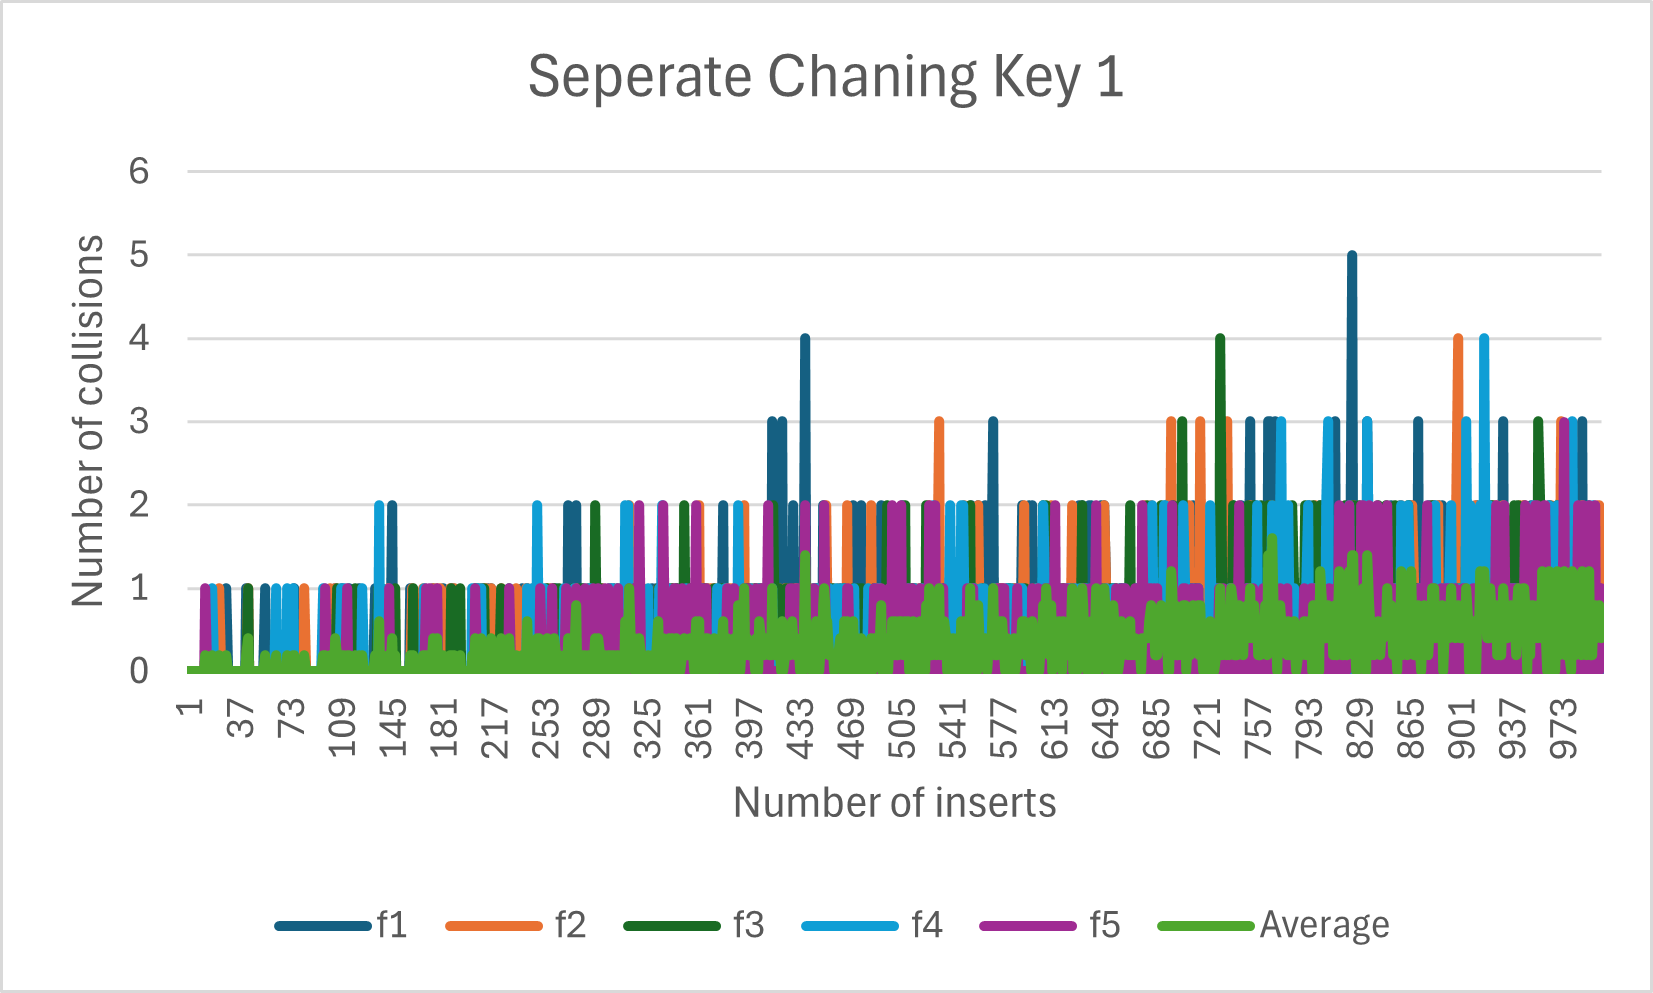 Seperate Chaning Key 1
Number of collisions
6
5
4
3
2
1
0
1 37 73 109 145 181 217 253 289 325 361 397 433 469 505 541 577 613 649 685 721 757 793 829 865 901 937 973
Number of inserts
f1 f2 f3 f4 f5 Average